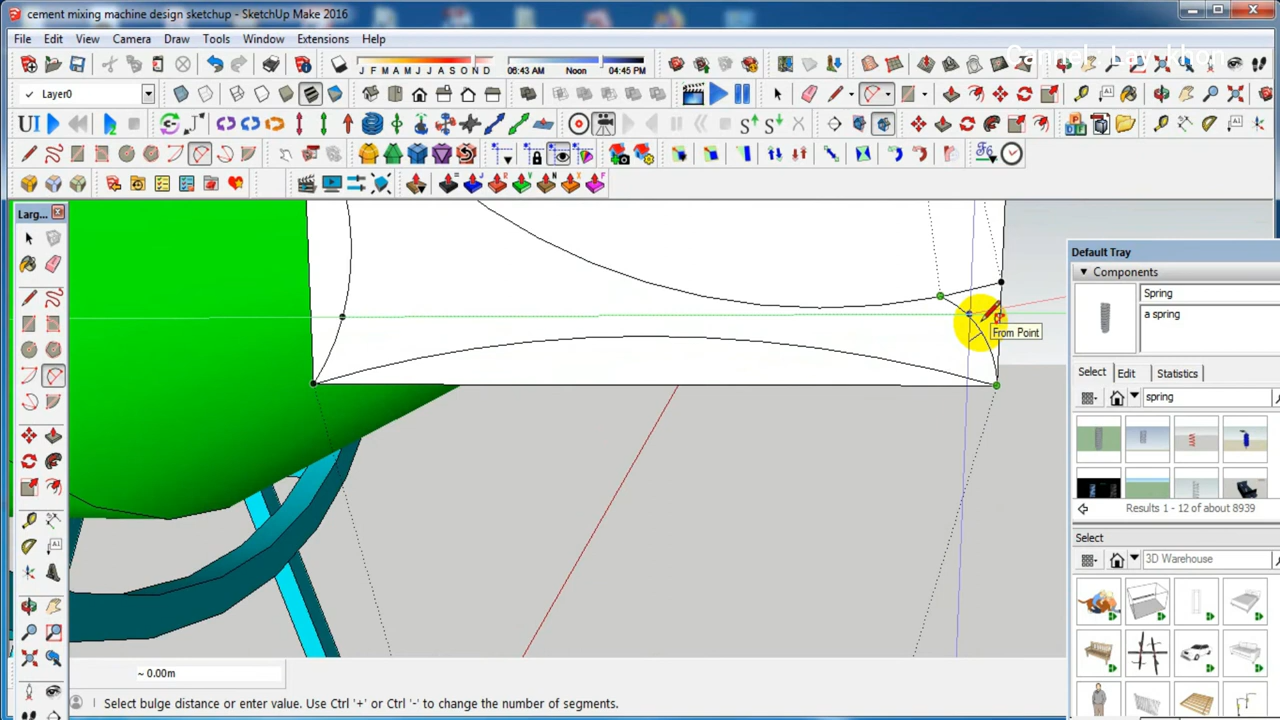 cement mixing machine design sketchup - SketchUp Make 2016
File Edit View Camera Draw Tools Window Extensions Help
Cannel : Lay khon
J F M A M J J A S O N D
06:43 AM Noon 04:45 PM
Layer0
UI
Larg...
Default Tray
Components
Spring
a spring
From Point
Select Edit Statistics
spring
Results 1 - 12 of about 8939
Select
3D Warehouse
~ 0.00m
Select bulge distance or enter value. Use Ctrl '+' or Ctrl '-' to change the number of segments.